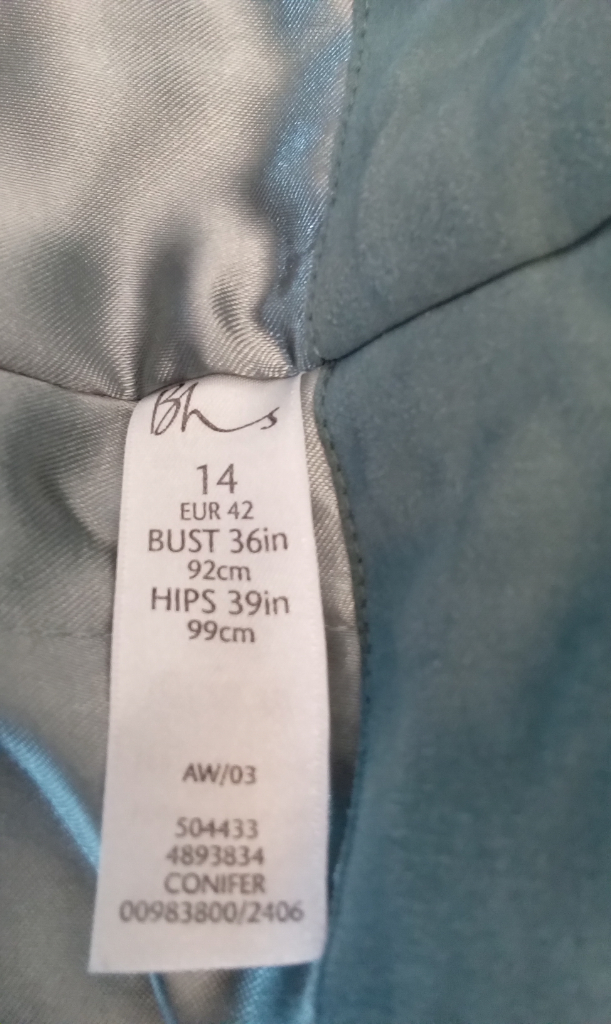 Bhs
14
EUR 42
BUST 36in
92cm
HIPS 39in
99cm
AW/03
504433
4893834
CONIFER
00983800/2406